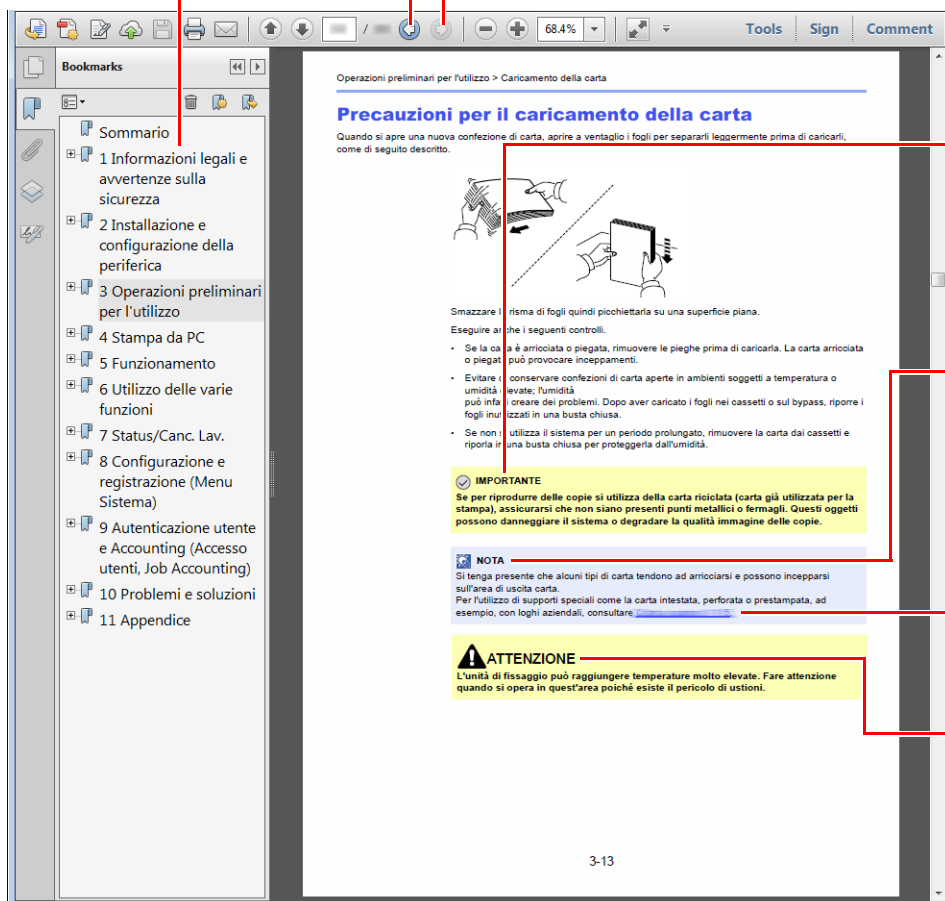 /
68.4%
Tools
Sign
Comment
Bookmarks
Sommario
1 Informazioni legali e
avvertenze sulla
sicurezza
2 Installazione e
configurazione della
periferica
3 Operazioni preliminari
per l'utilizzo
4 Stampa da PC
5 Funzionamento
6 Utilizzo delle varie
funzioni
7 Status/Canc. Lav.
8 Configurazione e
registrazione (Menu
Sistema)
9 Autenticazione utente
e Accounting (Accesso
utenti, Job Accounting)
10 Problemi e soluzioni
11 Appendice
Operazioni preliminari per l'utilizzo > Caricamento della carta
Precauzioni per il caricamento della carta
Quando si apre una nuova confezione di carta, aprire a ventaglio i fogli per separarli leggermente prima di caricarli,
come di seguito descritto.
Smazzare la risma di fogli quindi picchiettarla su una superficie piana.
Eseguire anche i seguenti controlli.
• Se la carta è arricciata o piegata, rimuovere le pieghe prima di caricarla. La carta arricciata
o piegata può provocare inceppamenti.
• Evitare di conservare confezioni di carta aperte in ambienti soggetti a temperatura o
umidità elevate; l'umidità
può infatti creare dei problemi. Dopo aver caricato i fogli nei cassetti o sul bypass, riporre i
fogli inutilizzati in una busta chiusa.
• Se non si utilizza il sistema per un periodo prolungato, rimuovere la carta dai cassetti e
riporla in una busta chiusa per proteggerla dall'umidità.
IMPORTANTE
Se per riprodurre delle copie si utilizza della carta riciclata (carta già utilizzata per la
stampa), assicurarsi che non siano presenti punti metallici o fermagli. Questi oggetti
possono danneggiare il sistema o degradare la qualità immagine delle copie.
NOTA
Si tenga presente che alcuni tipi di carta tendono ad arricciarsi e possono incepparsi
sull'area di uscita carta.
Per l'utilizzo di supporti speciali come la carta intestata, perforata o prestampata, ad
esempio, con loghi aziendali, consultare
ATTENZIONE
L'unità di fissaggio può raggiungere temperature molto elevate. Fare attenzione
quando si opera in quest'area poiché esiste il pericolo di ustioni.
3-13